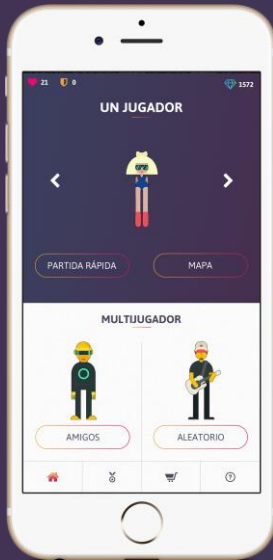 21 0 1572
UN JUGADOR
PARTIDA RÁPIDA MAPA
MULTIJUGADOR
AMIGOS ALEATORIO